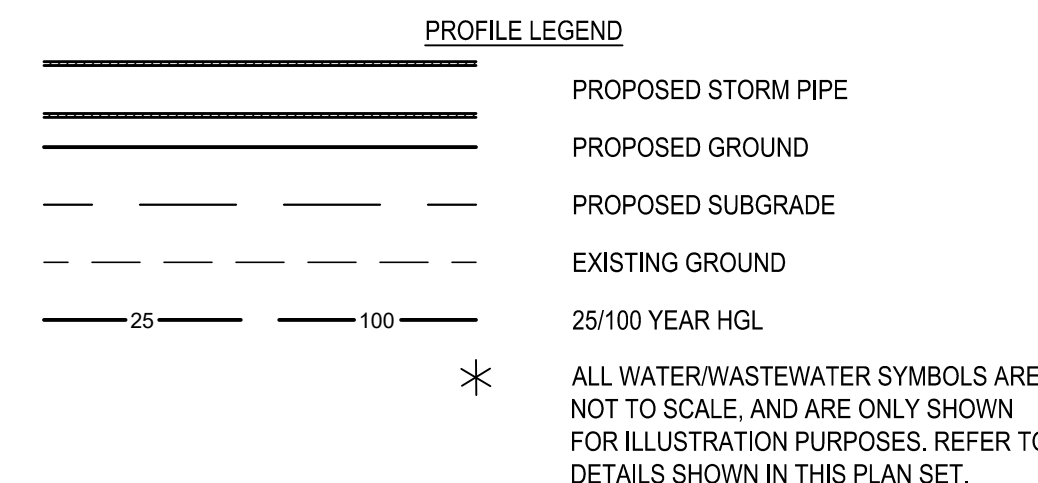 PROFILE LEGEND
PROPOSED STORM PIPE
PROPOSED GROUND
PROPOSED SUBGRADE
EXISTING GROUND
25 100 25/100 YEAR HGL
ALL WATER/WASTEWATER SYMBOLS ARE
NOT TO SCALE, AND ARE ONLY SHOWN
FOR ILLUSTRATION PURPOSES. REFER TO
DETAILS SHOWN IN THIS PLAN SET.